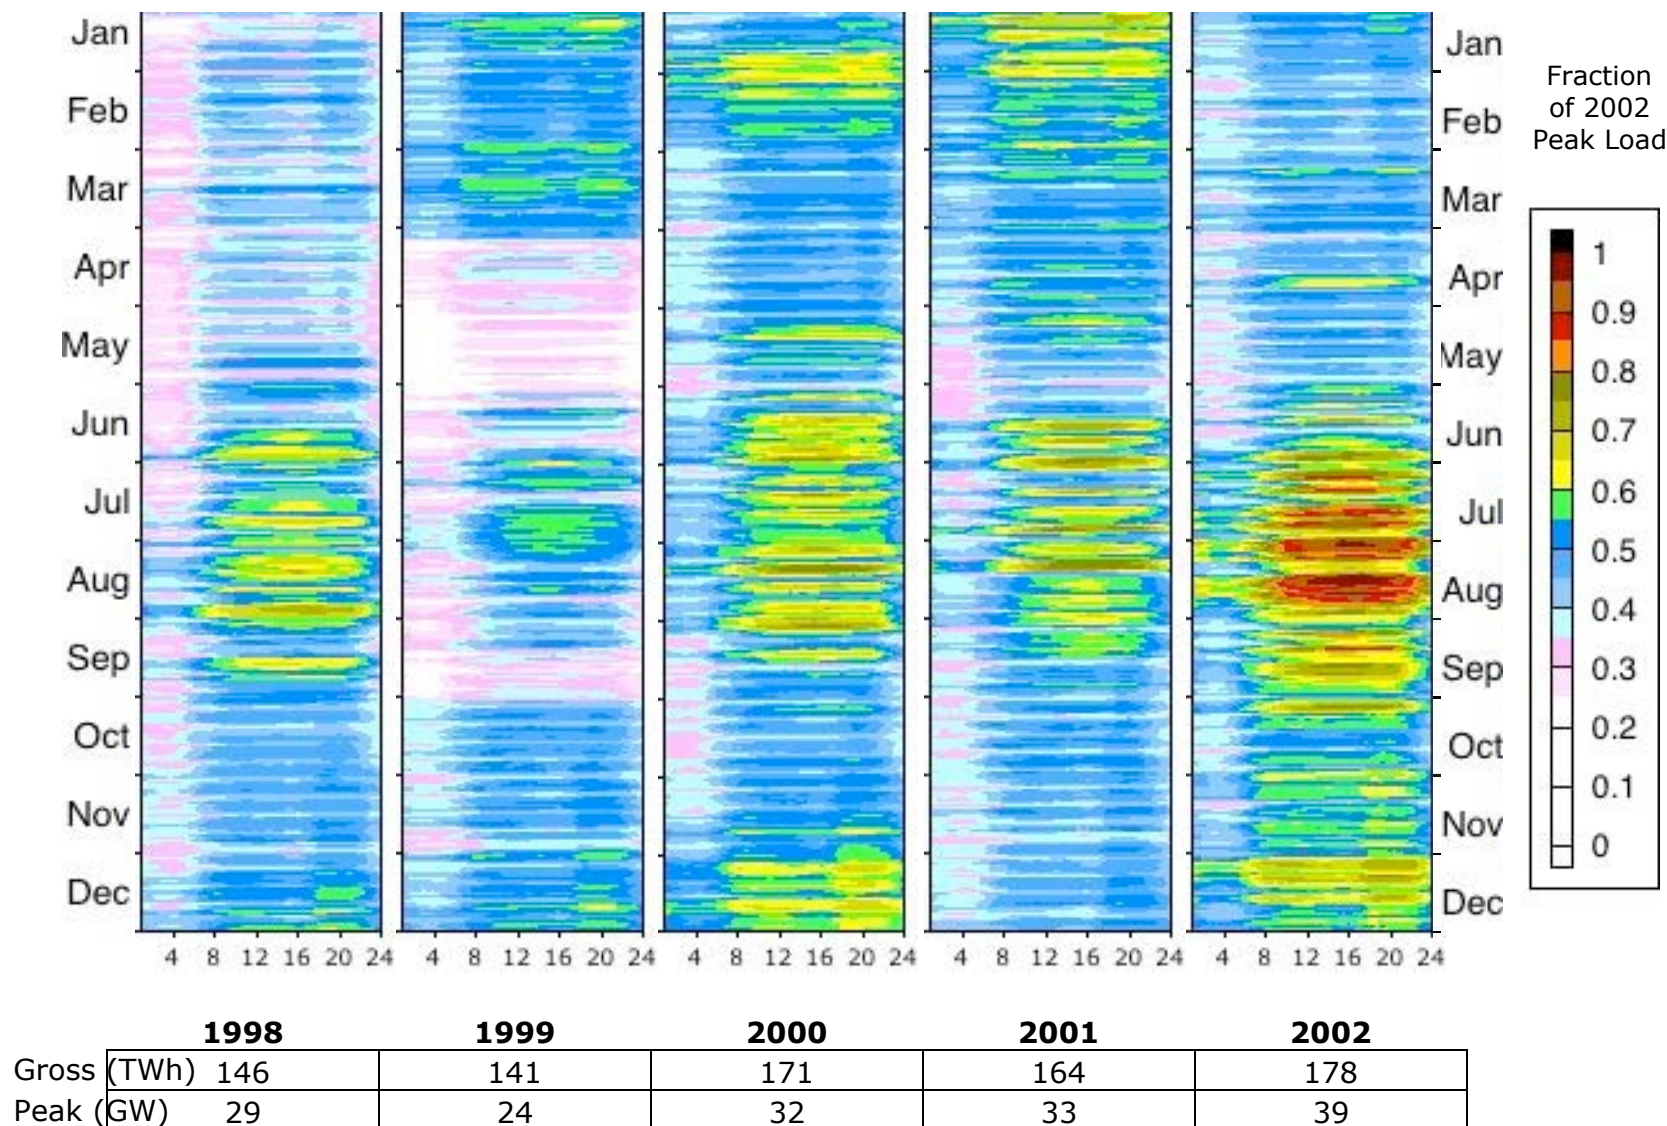 Jan
Feb
Mar
Apr
May
Jun
Jul
Aug
Sep
Oct
Nov
Dec
4 8 12 16 20 24
4 8 12 16 20 24
4 8 12 16 20 24
4 8 12 16 20 24
4 8 12 16 20 24
Jan
Feb
Mar
Apr
May
Jun
Jul
Aug
Sep
Oct
Nov
Dec
Fraction
of 2002
Peak Load
1
0.9
0.8
0.7
0.6
0.5
0.4
0.3
0.2
0.1
0
1998 1999 2000 2001 2002
Gross (TWh) 146 141 171 164 178
Peak (GW) 29 24 32 33 39